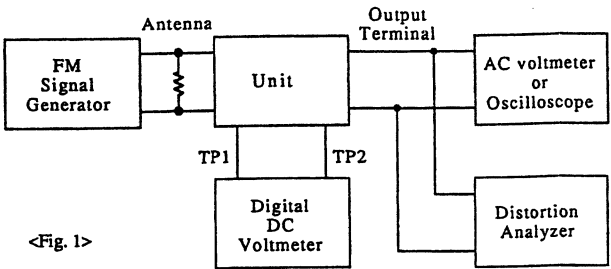 Antenna
Output
Terminal
FM
Signal
Generator
Unit
AC voltmeter
or
Oscilloscope
TP1
TP2
Digital
DC
Voltmeter
Distortion
Analyzer
<Fig. 1>